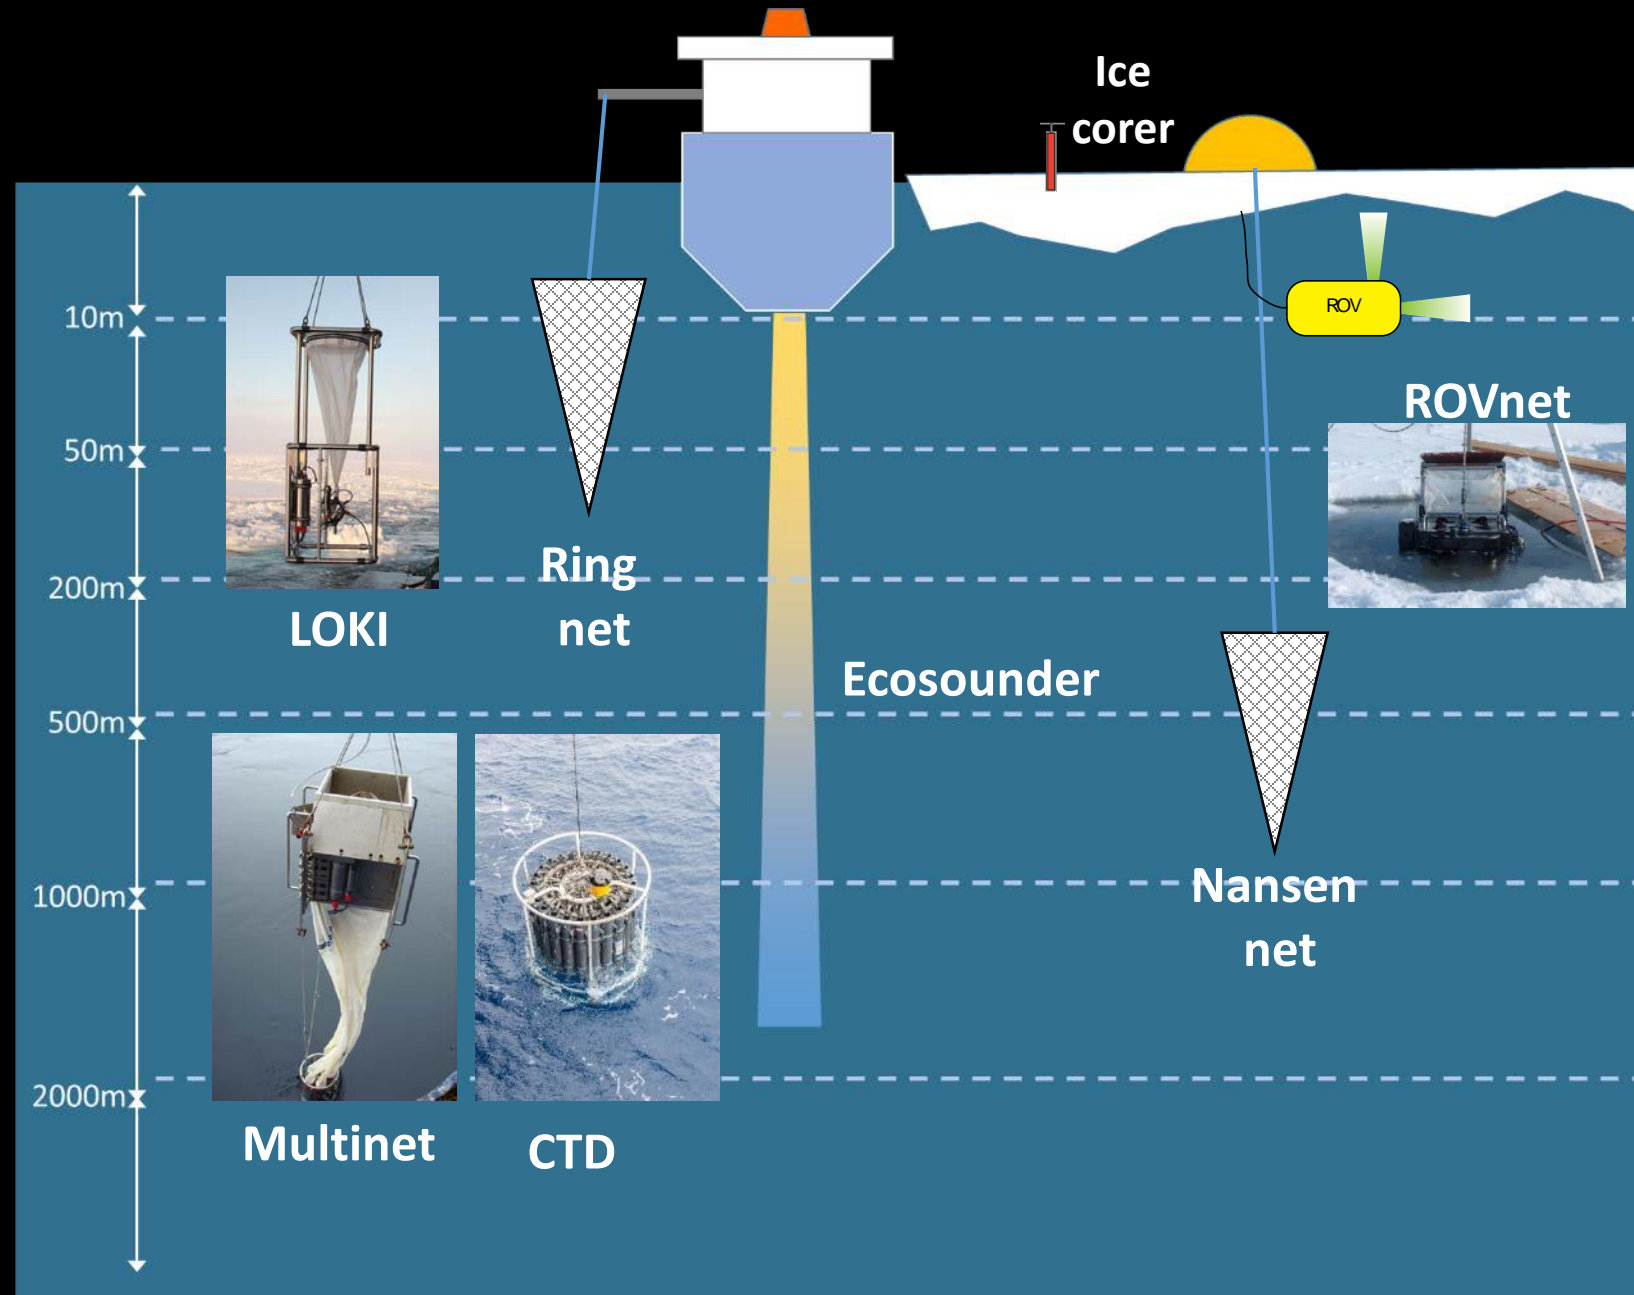 Ice
corer
10m
ROV
ROVnet
50m
Ring
net
200m
LOKI
Ecosounder
500m
1000m
Nansen
net
2000m
Multinet
CTD